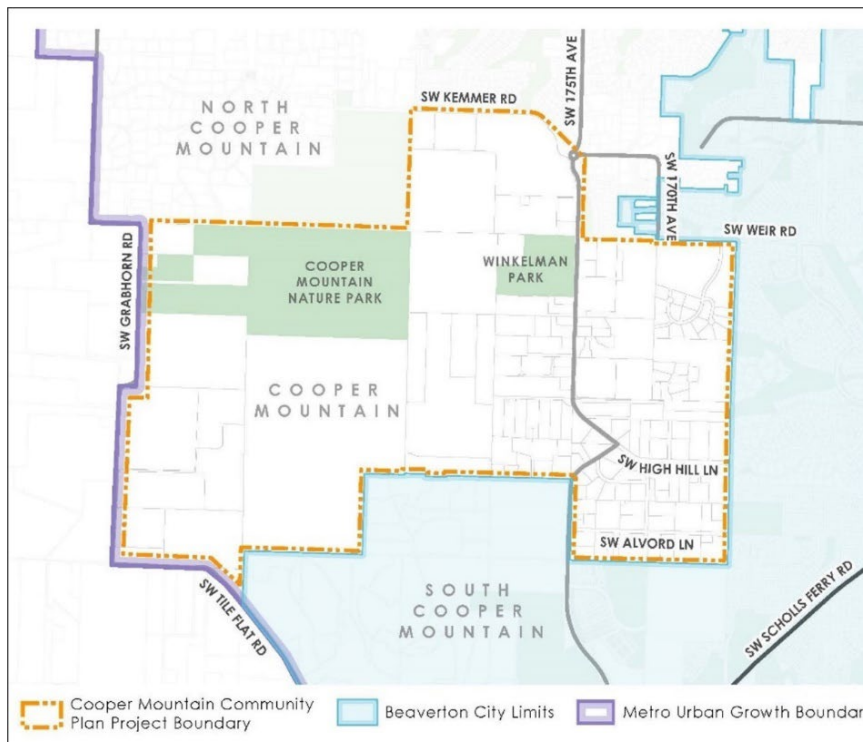 SW KEMMER RD
SW 175TH AVE
NORTH
COOPER
MOUNTAIN
SW 170TH AVE
SW WEIR RD
SW GRABHORN RD
COOPER
MOUNTAIN
NATURE PARK
WINKELMAN
PARK
COOPER
MOUNTAIN
SW HIGH HILL LN
SW ALVORD LN
SW TILE FLAT RD
SOUTH
COOPER
MOUNTAIN
SW SCHOLLS FERRY RD
Cooper Mountain Community
Plan Project Boundary
Beaverton City Limits
Metro Urban Growth Boundar